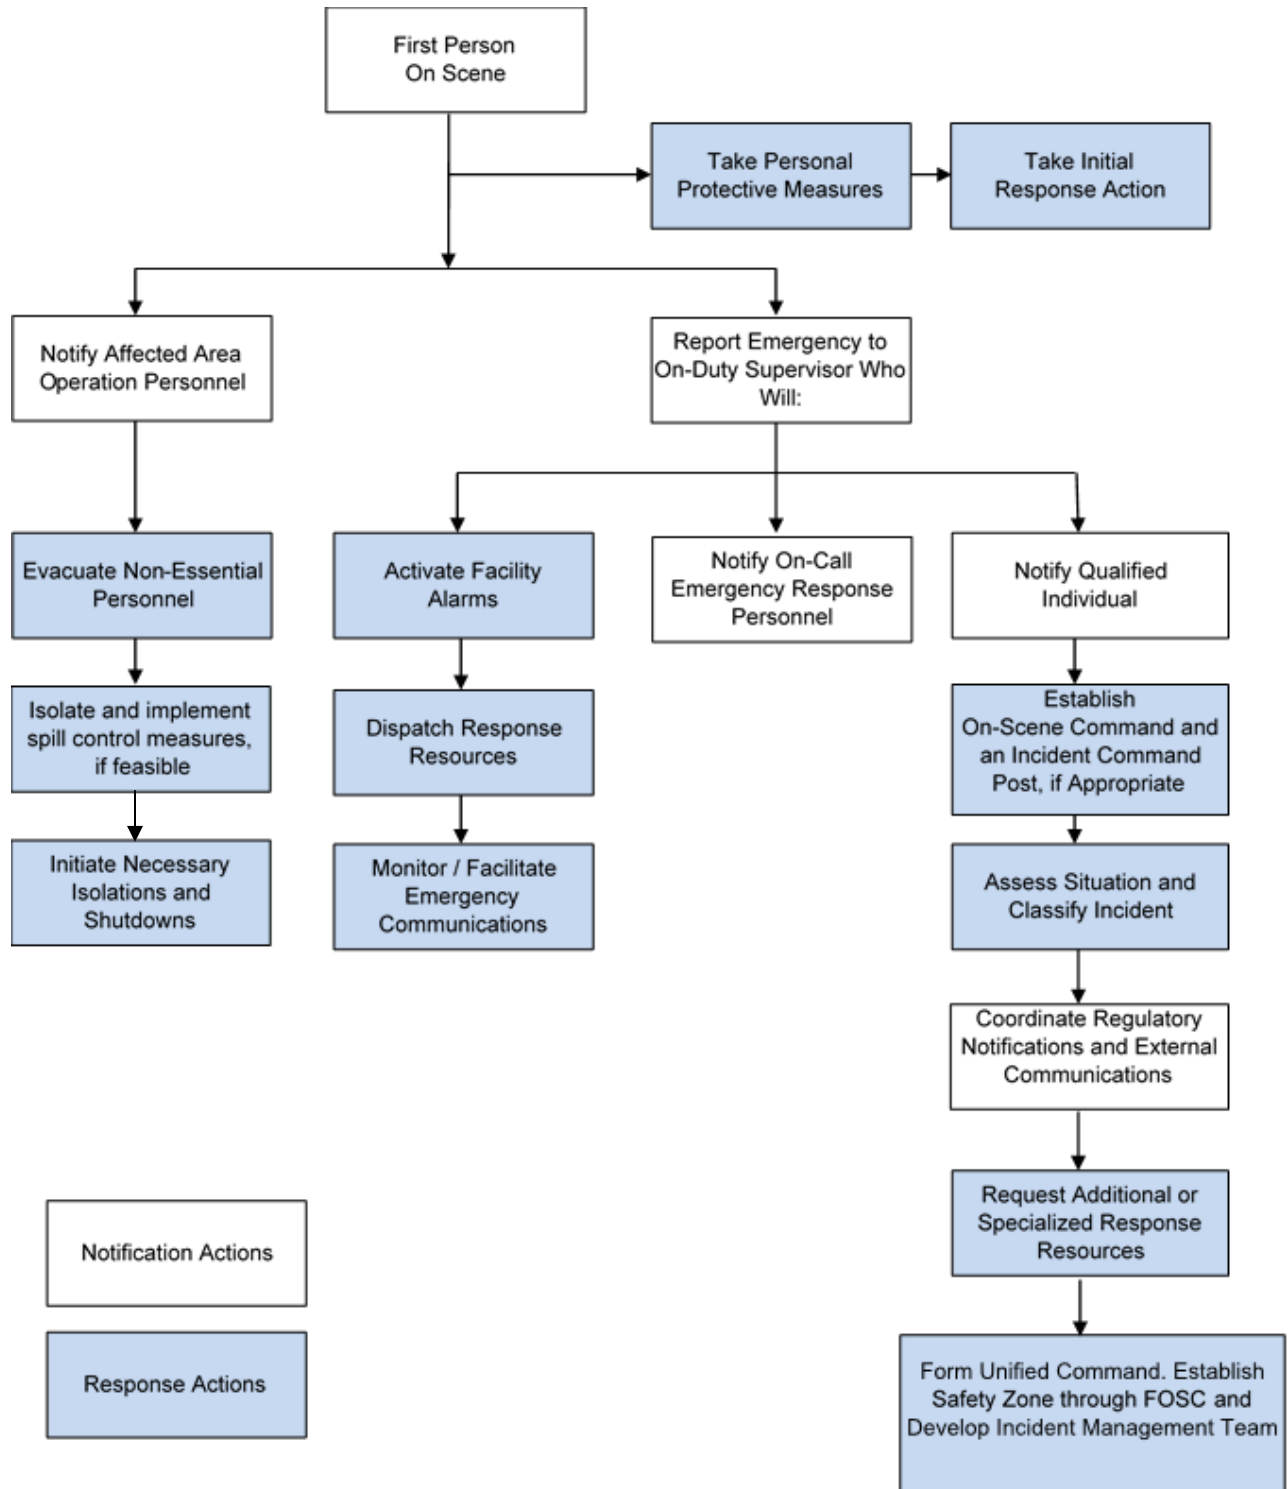 First Person
On Scene
Take Personal
Protective Measures
Take Initial
Response Action
Notify Affected Area
Operation Personnel
Report Emergency to
On-Duty Supervisor Who
Will:
Evacuate Non-Essential
Personnel
Activate Facility
Alarms
Notify On-Call
Emergency Response
Personnel
Notify Qualified
Individual
Isolate and implement
spill control measures,
if feasible
Dispatch Response
Resources
Establish
On-Scene Command and
an Incident Command
Post, if Appropriate
Initiate Necessary
Isolations and
Shutdowns
Monitor / Facilitate
Emergency
Communications
Assess Situation and
Classify Incident
Coordinate Regulatory
Notifications and External
Communications
Request Additional or
Specialized Response
Resources
Notification Actions
Response Actions
Form Unified Command. Establish
Safety Zone through FOSC and
Develop Incident Management Team